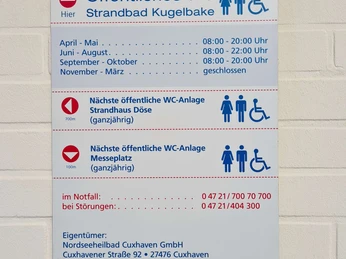 Hier
Strandbad Kugelbake
April - Mai . . . . . . . . . . . . . . . . . 08:00 - 20:00 Uhr
Juni - August . . . . . . . . . . . . . . . 08:00 - 22:00 Uhr
September - Oktober . . . . . . . . . 08:00 - 20:00 Uhr
November - März . . . . . . . . . . . . geschlossen
Nächste öffentliche WC-Anlage
Strandhaus Döse
(ganzjährig)
Nächste öffentliche WC-Anlage
Messeplatz
(ganzjährig)
im Notfall: . . . . . . . . . . . . . . . 0 47 21/ 700 70 700
bei Störungen: . . . . . . . . . . . . 0 47 21/ 404 300
Eigentümer:
Nordseeheilbad Cuxhaven GmbH
Cuxhavener Straße 92 • 27476 Cuxhaven